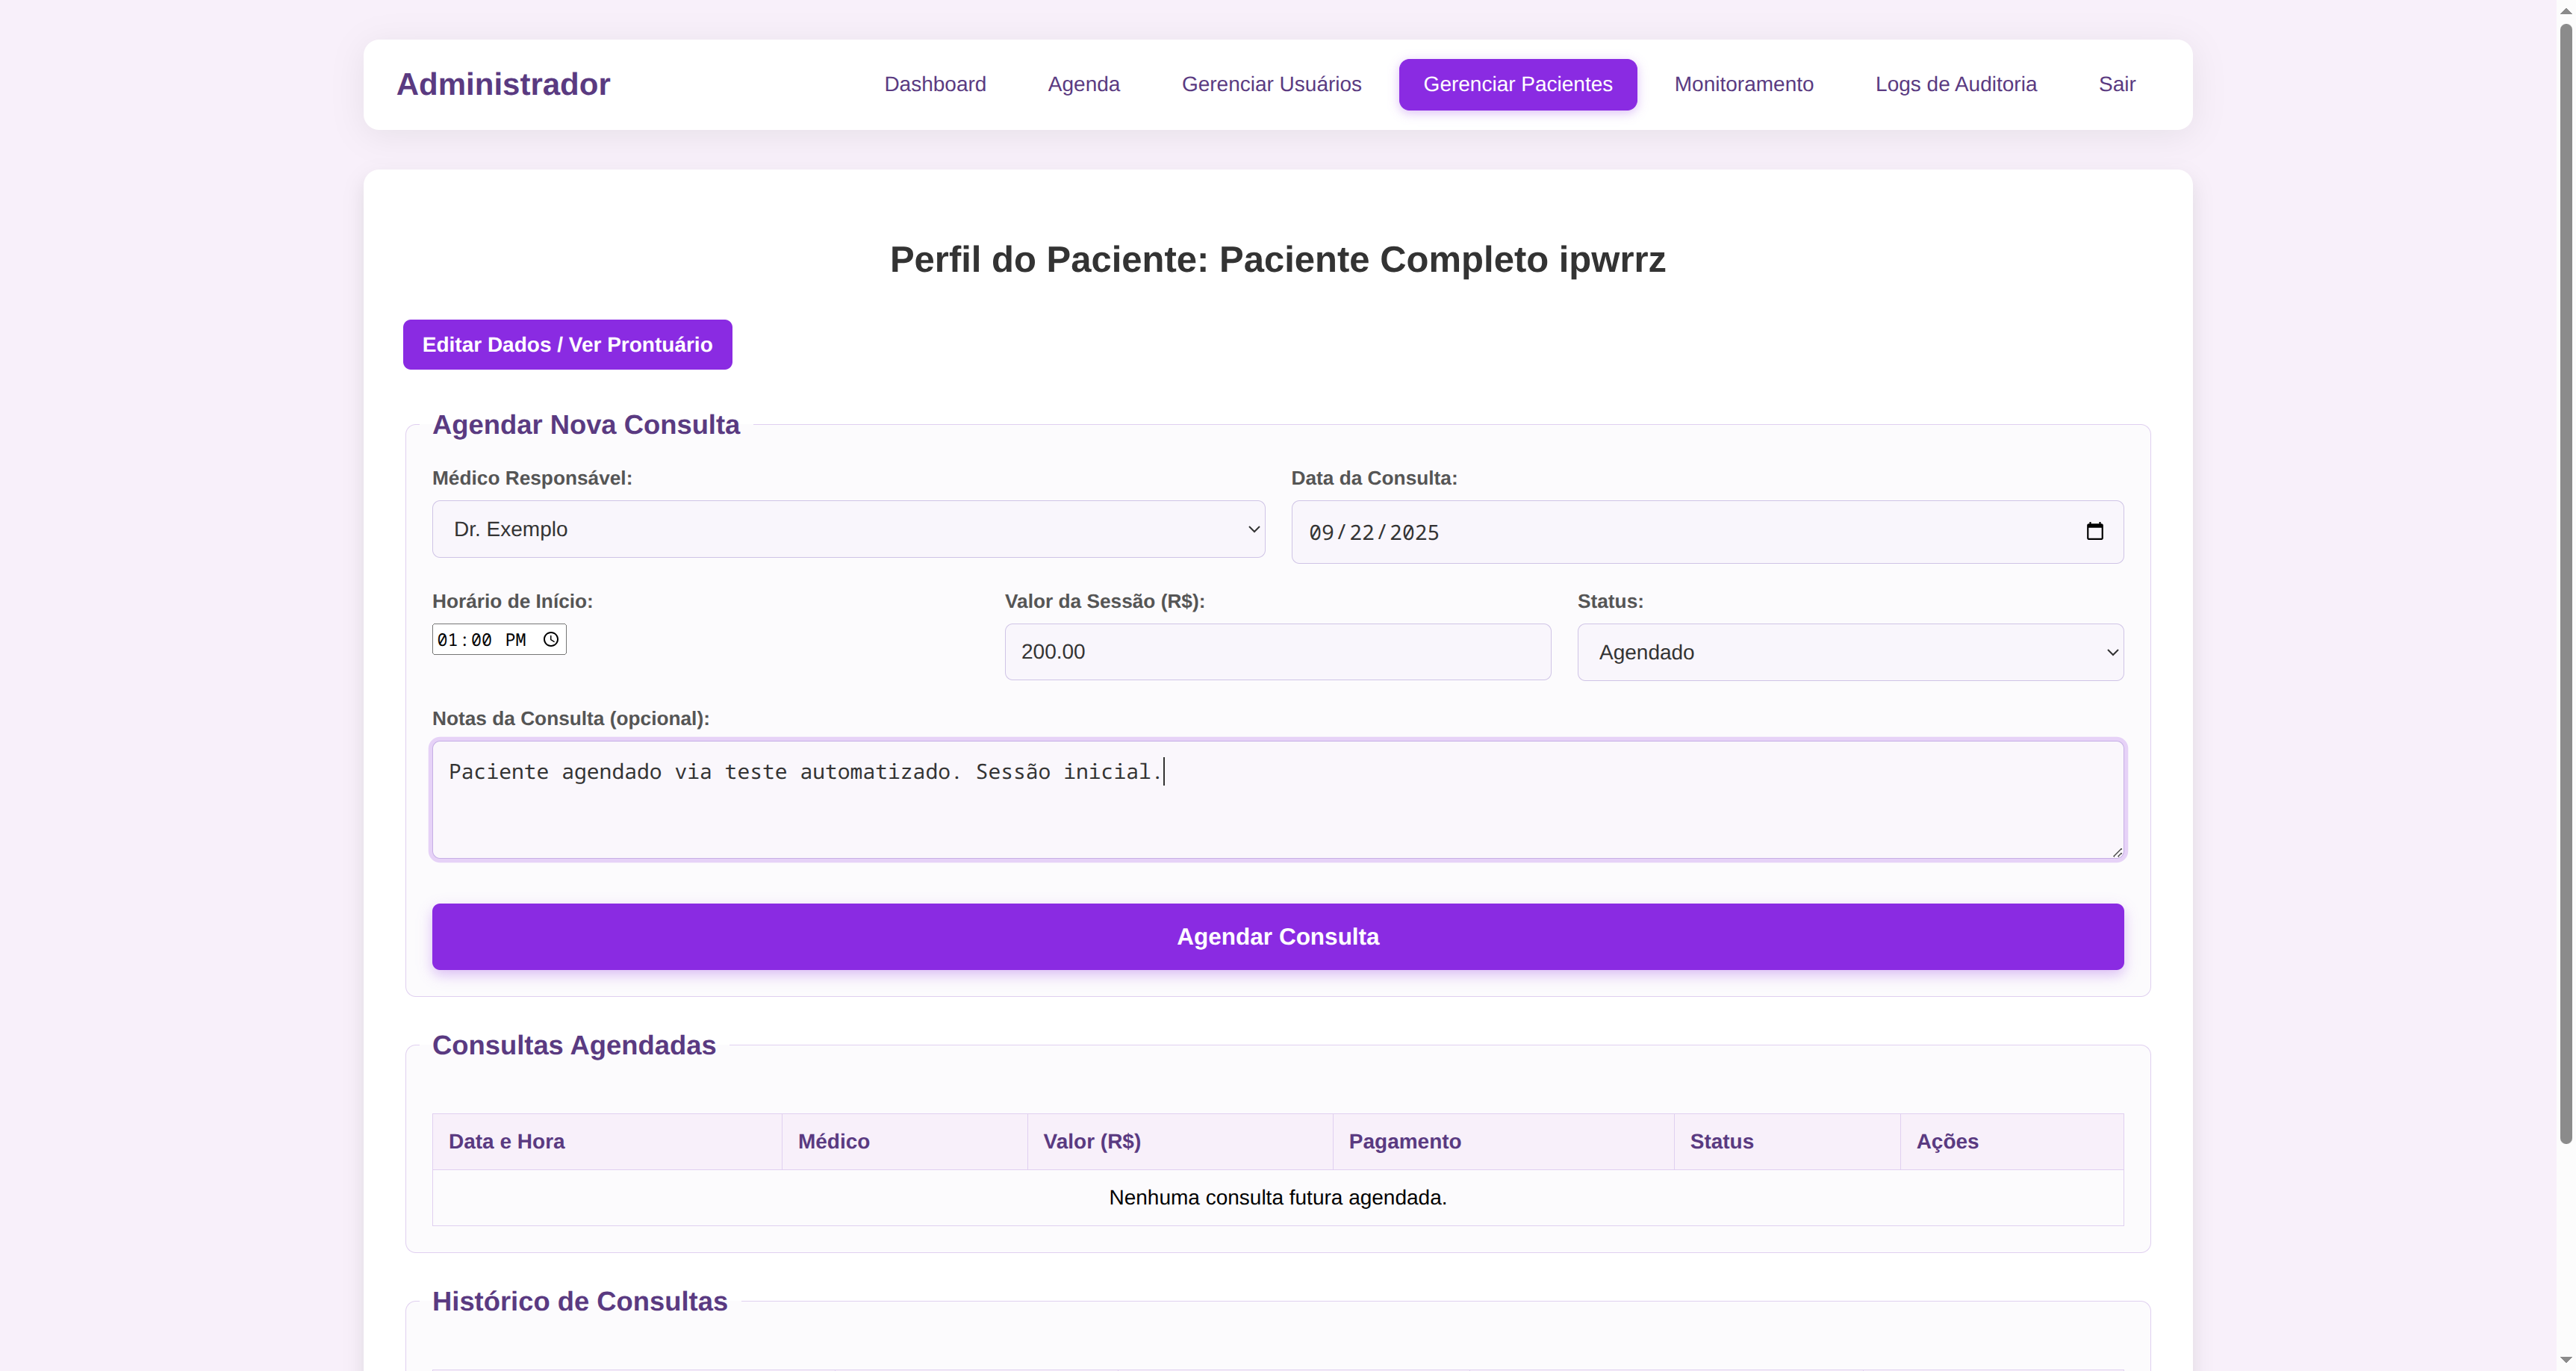 Administrador
Dashboard
Agenda
Gerenciar Usuários
Gerenciar Pacientes
Monitoramento
Logs de Auditoria
Sair
Perfil do Paciente: Paciente Completo ipwrrz
Editar Dados / Ver Prontuário
Agendar Nova Consulta
Médico Responsável:
Dr. Exemplo
Data da Consulta:
09/22/2025
Horário de Início:
01:00 PM
Valor da Sessão (R$):
200.00
Status:
Agendado
Notas da Consulta (opcional):
Paciente agendado via teste automatizado. Sessão inicial.
Agendar Consulta
Consultas Agendadas
Data e Hora
Médico
Valor (R$)
Pagamento
Status
Ações
Nenhuma consulta futura agendada.
Histórico de Consultas